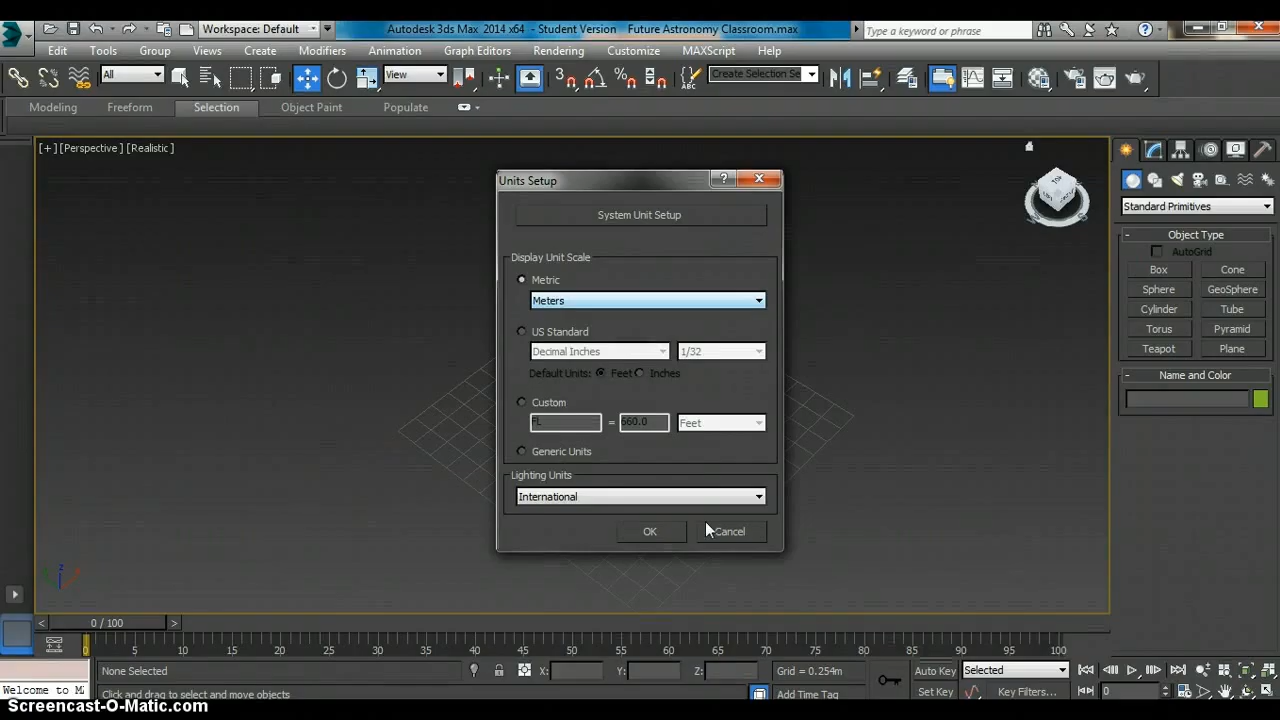 Workspace: Default
Autodesk 3ds Max 2014 x64 - Student Version Future Astronomy Classroom.max
Type a keyword or phrase
Edit Tools Group Views Create Modifiers Animation Graph Editors Rendering Customize MAXScript Help
All
View
3
ABC
Create Selection Se
Modeling Freeform Selection Object Paint Populate
[+] [Perspective] [Realistic]
Units Setup
System Unit Setup
Display Unit Scale
Metric
Meters
US Standard
Decimal Inches 1/32
Default Units: Feet Inches
Custom
FL = 660.0 Feet
Generic Units
Lighting Units
International
OK Cancel
Standard Primitives
- Object Type
AutoGrid
Box Cone
Sphere GeoSphere
Cylinder Tube
Torus Pyramid
Teapot Plane
- Name and Color
z
< 0 / 100 >
0 5 10 15 20 25 30 35 40 45 50 55 60 65 70 75 80 85 90 95 100
None Selected X: Y: Z: Grid = 0.254m Auto Key Selected
Welcome to M Click and drag to select and move objects Add Time Tag Set Key Key Filters... 0
Screencast-O-Matic.com